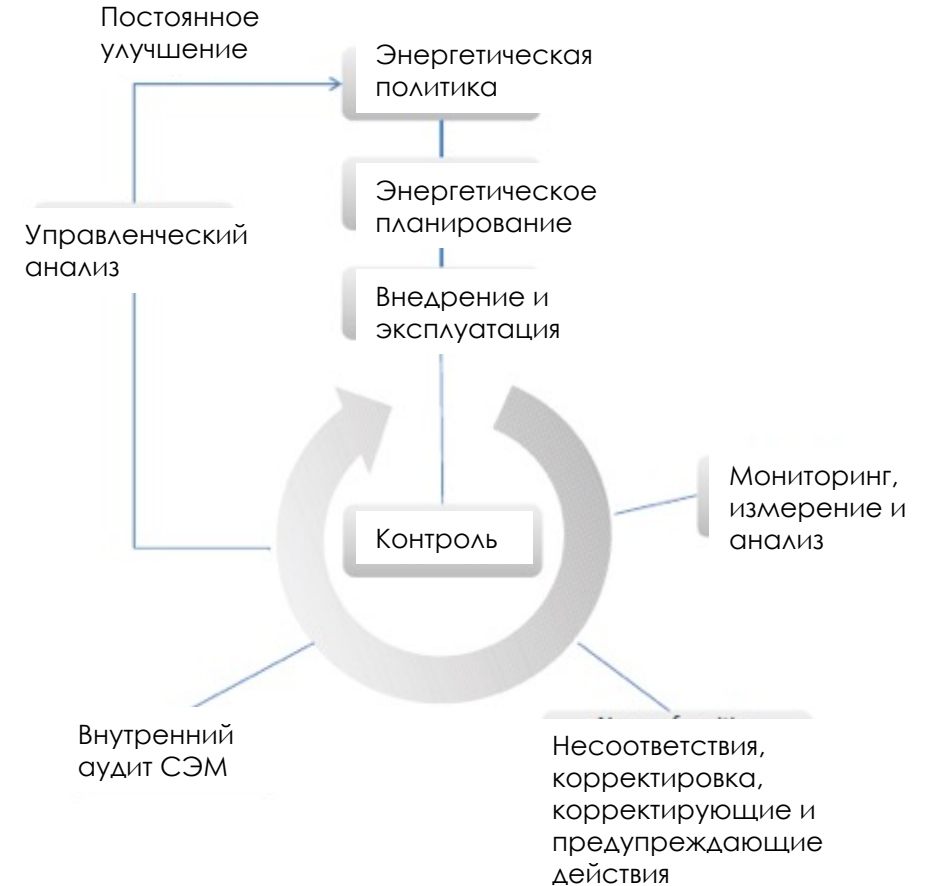 Постоянное
улучшение
Энергетическая
политика
Энергетическое
планирование
Управленческий
анализ
Внедрение и
эксплуатация
Мониторинг,
измерение и
анализ
Контроль
Внутренний
аудит СЭМ
Несоответствия,
корректировка,
корректирующие и
предупреждающие
действия